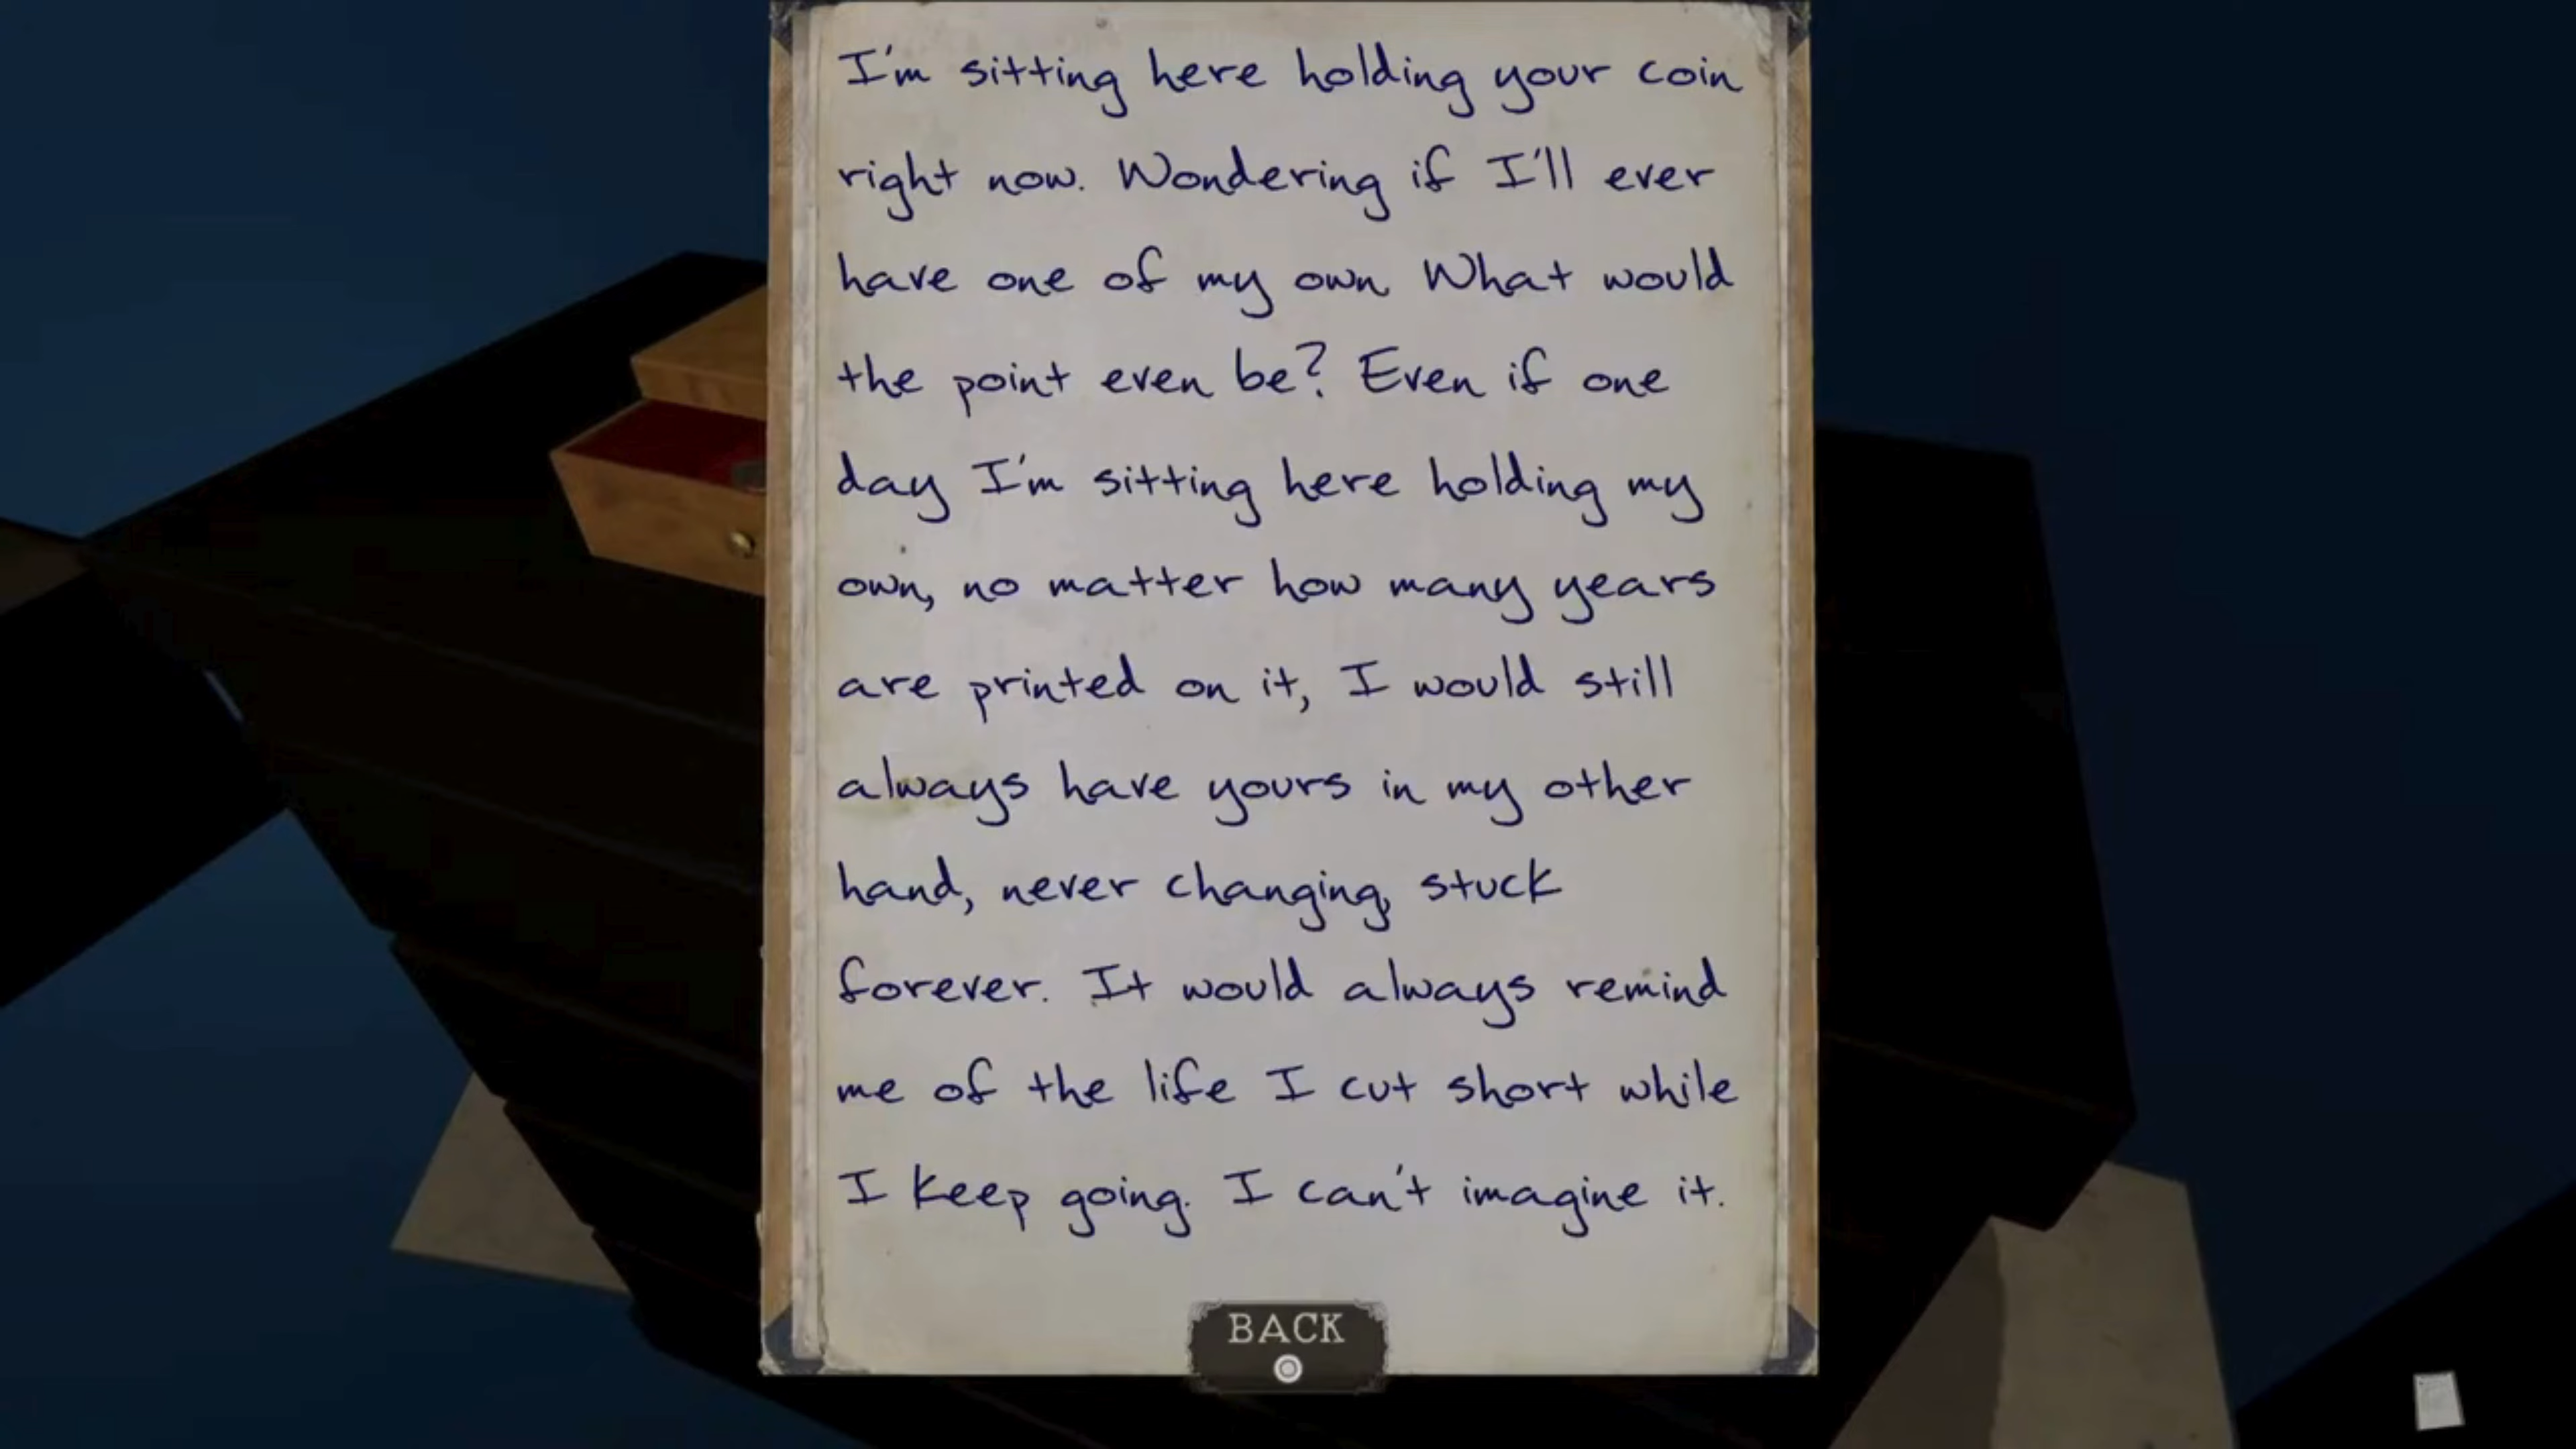 I'm sitting here holding your coin
right now. Wondering if I'll ever
have one of my own. What would
the point even be? Even if one
day I'm sitting here holding my
own, no matter how many years
are printed on it, I would still
always have yours in my other
hand, never changing, stuck
forever. It would always remind
me of the life I cut short while
I keep going. I can't imagine it.
BACK